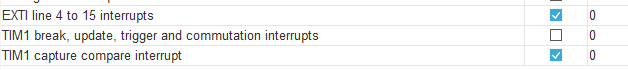 EXTI line 4 to 15 interrupts 0
TIM1 break, update, trigger and commutation interrupts 0
TIM1 capture compare interrupt 0